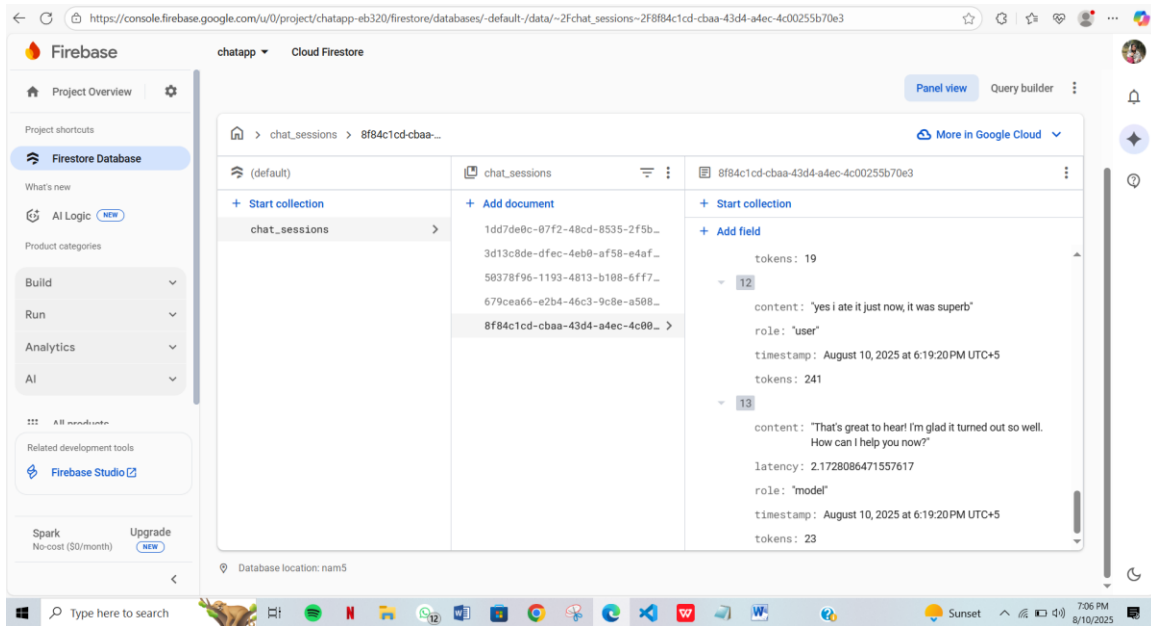 https://console.firebase.google.com/u/0/project/chatapp-eb320/firestore/databases/-default-/data/~2Fchat_sessions~2F8f84c1cd-cbaa-43d4-a4ec-4c00255b70e3
Firebase
chatapp
Cloud Firestore
Project Overview
Panel view
Query builder
Project shortcuts
Firestore Database
What's new
AI Logic NEW
Product categories
Build
Run
Analytics
AI
All products
Related development tools
Firebase Studio
Spark
No-cost ($0/month)
Upgrade
NEW
> chat_sessions > 8f84c1cd-cbaa-...
More in Google Cloud
(default)
+ Start collection
chat_sessions
chat_sessions
+ Add document
1dd7de0c-07f2-48cd-8535-2f5b…
3d13c8de-dfec-4eb0-af58-e4af…
50378f96-1193-4813-b108-6ff7…
679cea66-e2b4-46c3-9c8e-a508…
8f84c1cd-cbaa-43d4-a4ec-4c00…
8f84c1cd-cbaa-43d4-a4ec-4c00255b70e3
+ Start collection
+ Add field
tokens: 19
12
content: "yes i ate it just now, it was superb"
role: "user"
timestamp: August 10, 2025 at 6:19:20 PM UTC+5
tokens: 241
13
content: "That's great to hear! I'm glad it turned out so well.
How can I help you now?"
latency: 2.1728086471557617
role: "model"
timestamp: August 10, 2025 at 6:19:20 PM UTC+5
tokens: 23
Database location: nam5
Type here to search
12
Sunset
7:06 PM
8/10/2025